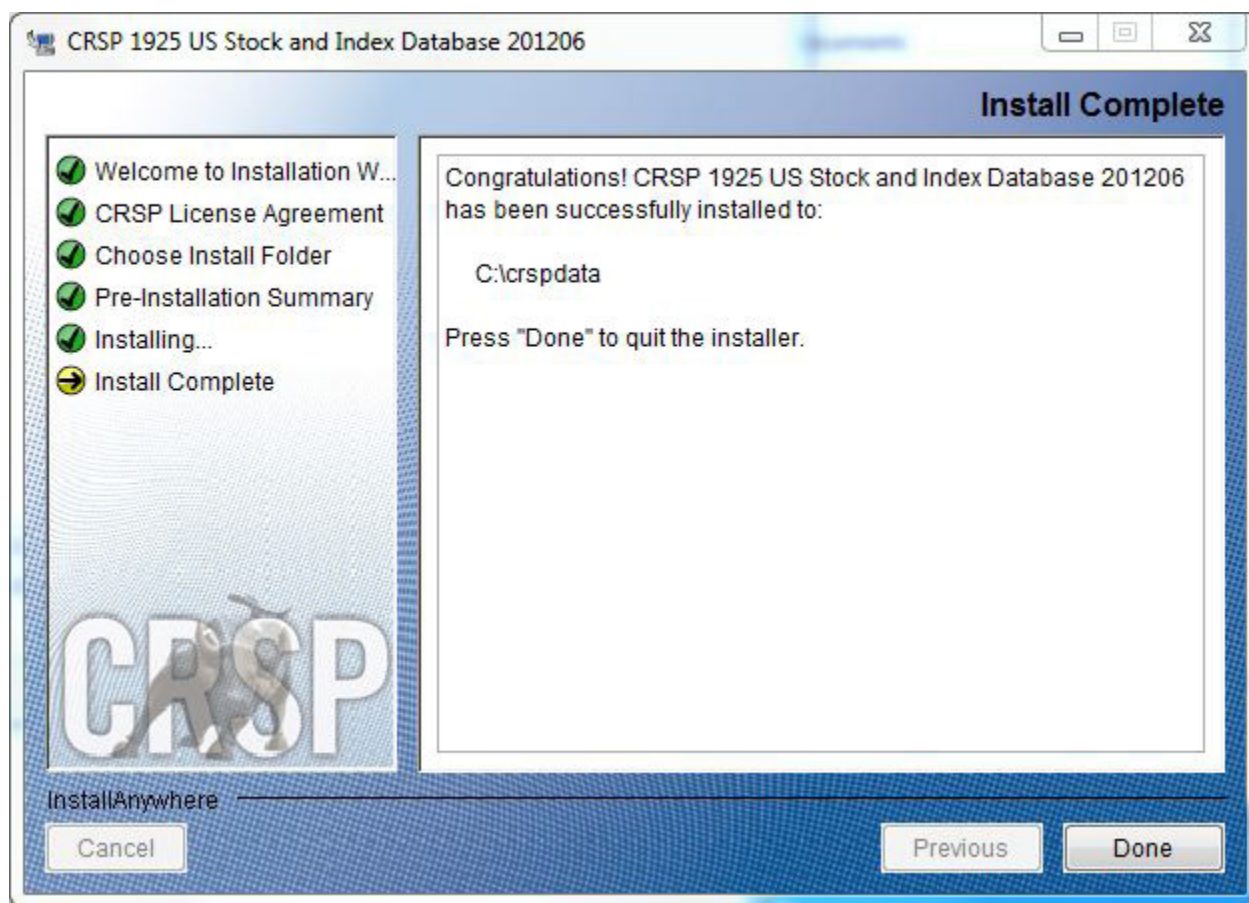 CRSP 1925 US Stock and Index Database 201206
Install Complete
Welcome to Installation W...
CRSP License Agreement
Choose Install Folder
Pre-Installation Summary
Installing...
Install Complete
CRSP
Congratulations! CRSP 1925 US Stock and Index Database 201206
has been successfully installed to:
C:\crspdata
Press "Done" to quit the installer.
InstallAnywhere
Cancel
Previous
Done